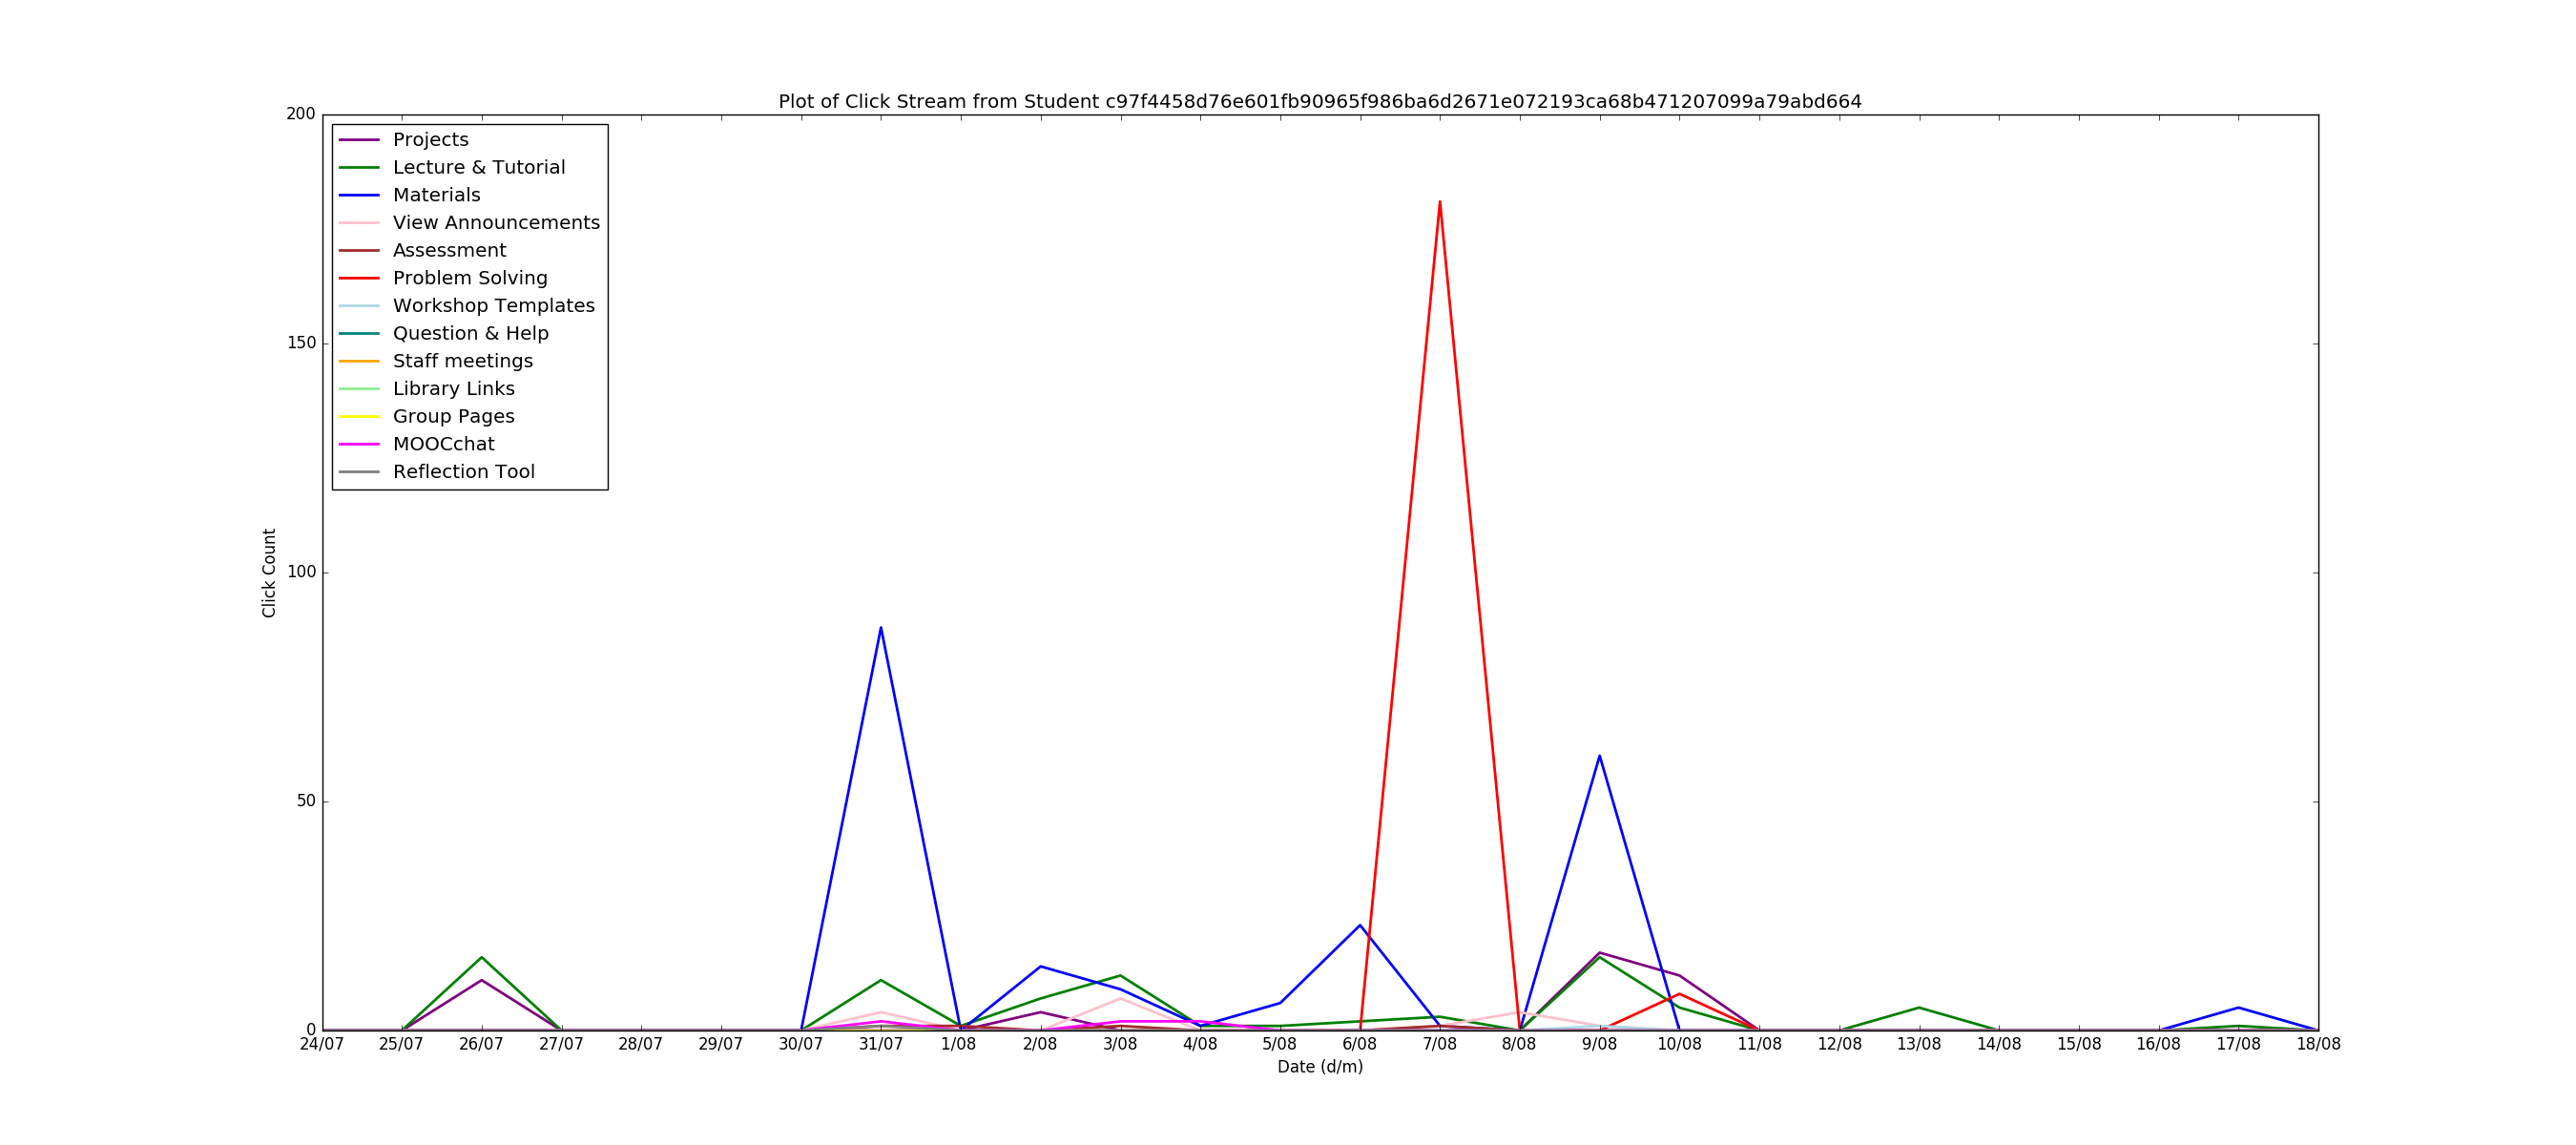 Plot of Click Stream from Student c97f4458d76e601fb90965f986ba6d2671e072193ca68b471207099a79abd664
200
150
100
50
0
Click Count
Projects
Lecture & Tutorial
Materials
View Announcements
Assessment
Problem Solving
Workshop Templates
Question & Help
Staff meetings
Library Links
Group Pages
MOOCchat
Reflection Tool
24/07 25/07 26/07 27/07 28/07 29/07 30/07 31/07 1/08 2/08 3/08 4/08 5/08 6/08 7/08 8/08 9/08 10/08 11/08 12/08 13/08 14/08 15/08 16/08 17/08 18/08
Date (d/m)